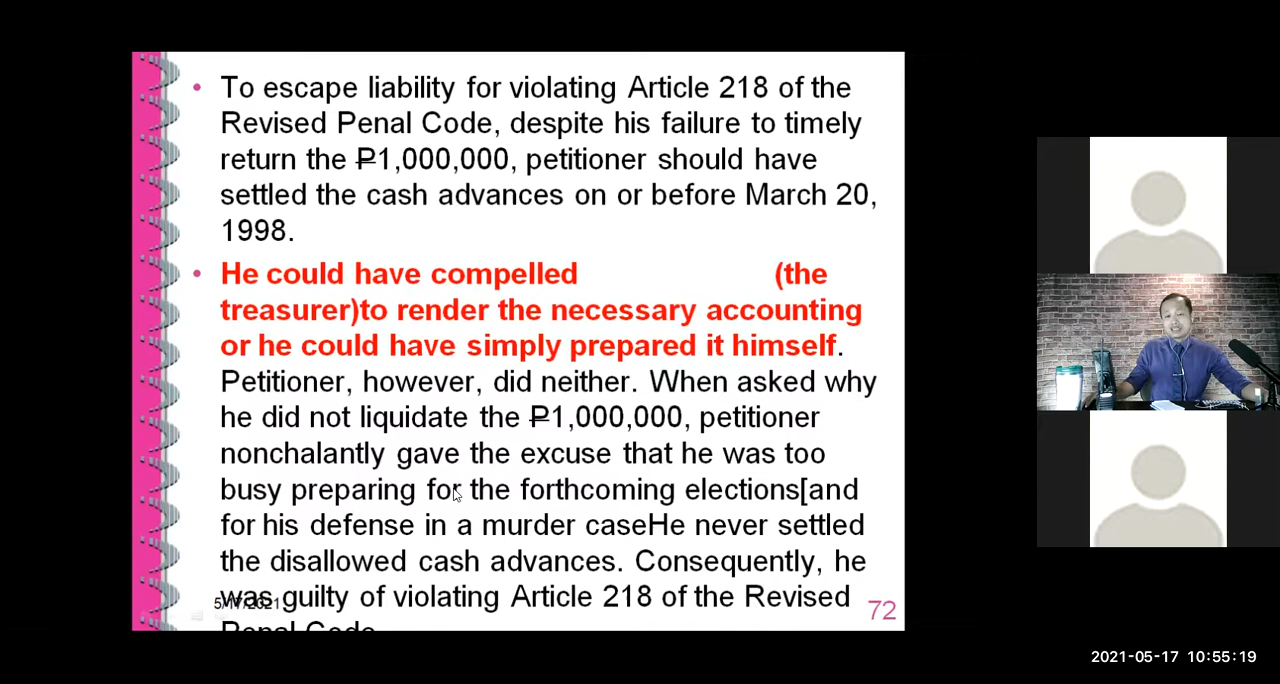 • To escape liability for violating Article 218 of the
Revised Penal Code, despite his failure to timely
return the ₱1,000,000, petitioner should have
settled the cash advances on or before March 20,
1998.
• He could have compelled (the
treasurer)to render the necessary accounting
or he could have simply prepared it himself.
Petitioner, however, did neither. When asked why
he did not liquidate the ₱1,000,000, petitioner
nonchalantly gave the excuse that he was too
busy preparing for the forthcoming elections[and
for his defense in a murder caseHe never settled
the disallowed cash advances. Consequently, he
was guilty of violating Article 218 of the Revised
Penal Code
5/17/2021
72
2021-05-17 10:55:19